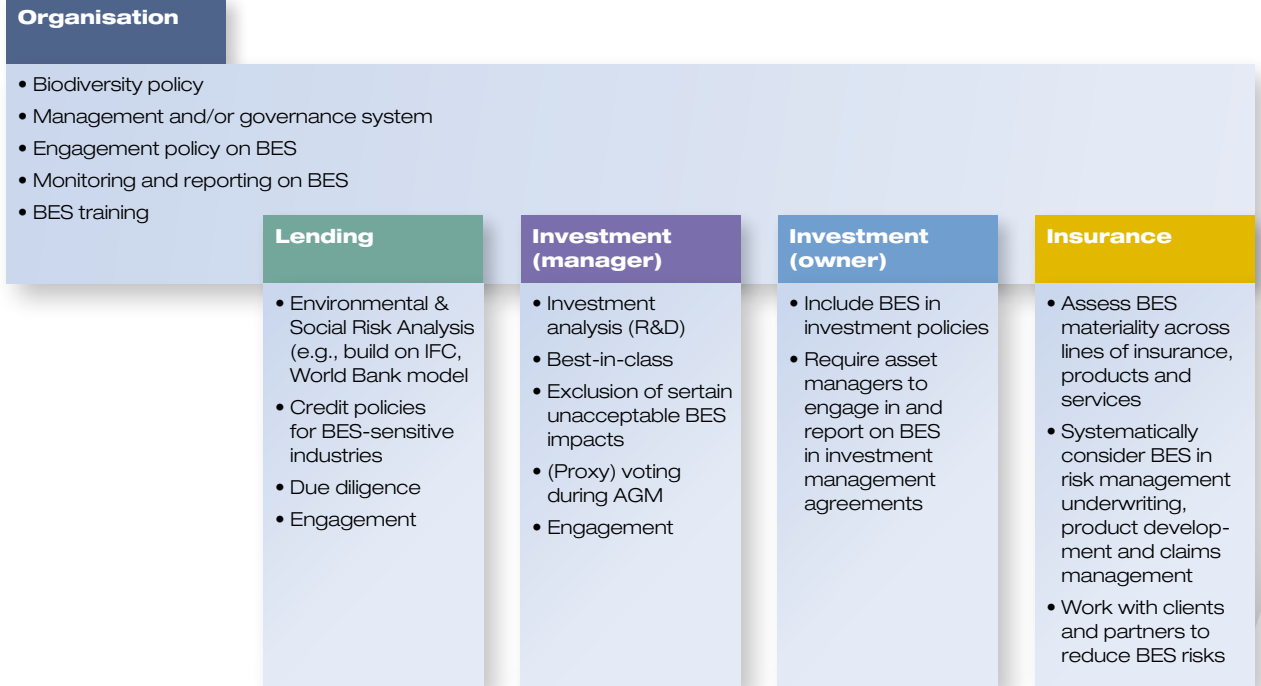 Organisation
• Biodiversity policy
• Management and/or governance system
• Engagement policy on BES
• Monitoring and reporting on BES
• BES training
Lending
• Environmental &
Social Risk Analysis
(e.g., build on IFC,
World Bank model
• Credit policies
for BES-sensitive
industries
• Due diligence
• Engagement
Investment
(manager)
• Investment
analysis (R&D)
• Best-in-class
• Exclusion of sertain
unacceptable BES
impacts
• (Proxy) voting
during AGM
• Engagement
Investment
(owner)
• Include BES in
investment policies
• Require asset
managers to
engage in and
report on BES
in investment
management
agreements
Insurance
• Assess BES
materiality across
lines of insurance,
products and
services
• Systematically
consider BES in
risk management
underwriting,
product develop-
ment and claims
management
• Work with clients
and partners to
reduce BES risks